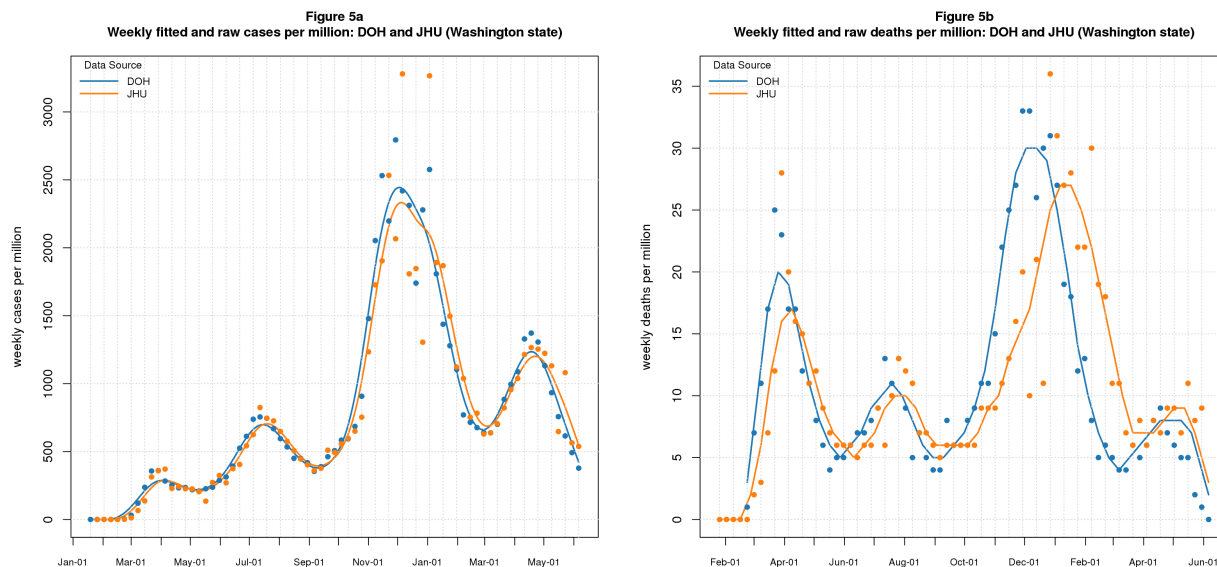 Figure 5a
Weekly fitted and raw cases per million: DOH and JHU (Washington state)
Data Source
DOH
JHU
weekly cases per million
3000
2500
2000
1500
1000
500
0
Jan-01 Mar-01 May-01 Jul-01 Sep-01 Nov-01 Jan-01 Mar-01 May-01
Figure 5b
Weekly fitted and raw deaths per million: DOH and JHU (Washington state)
Data Source
DOH
JHU
weekly deaths per million
35
30
25
20
15
10
5
0
Feb-01 Apr-01 Jun-01 Aug-01 Oct-01 Dec-01 Feb-01 Apr-01 Jun-01